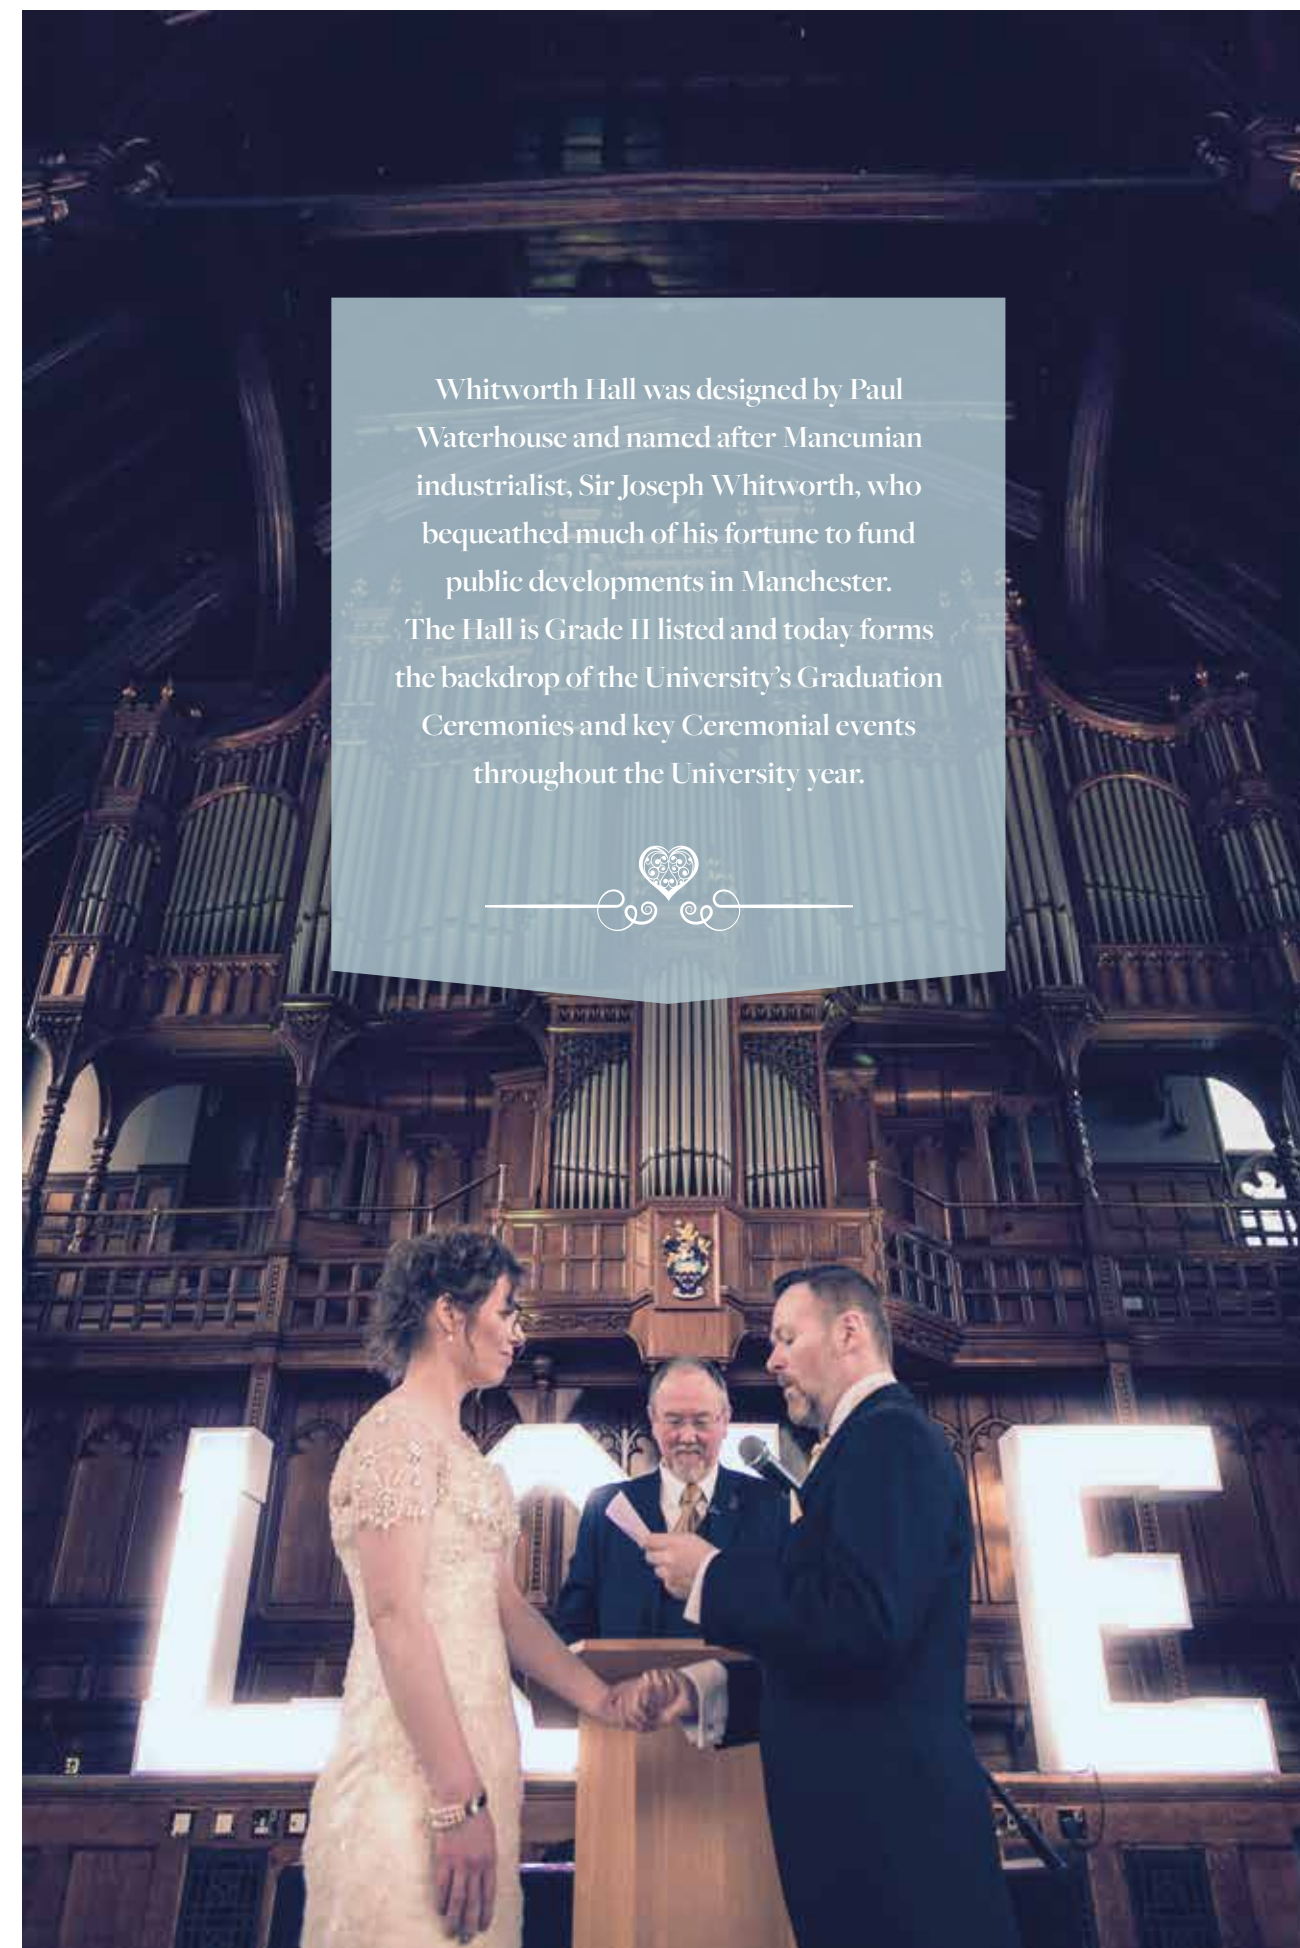 Whitworth Hall was designed by Paul
Waterhouse and named after Mancunian
industrialist, Sir Joseph Whitworth, who
bequeathed much of his fortune to fund
public developments in Manchester.
The Hall is Grade II listed and today forms
the backdrop of the University’s Graduation
Ceremonies and key Ceremonial events
throughout the University year.
L E